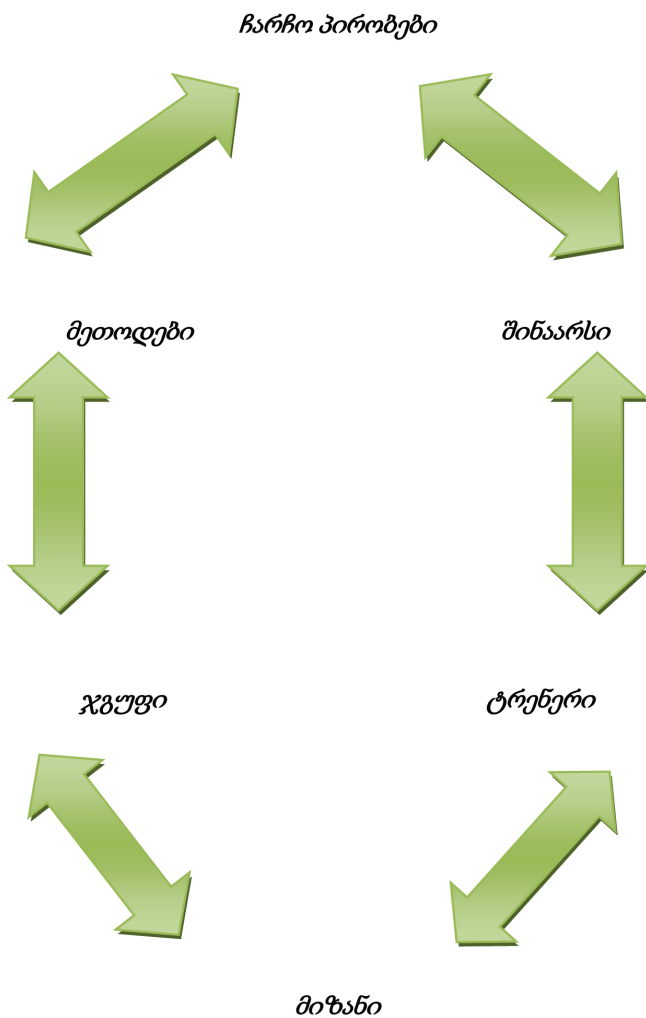 ჩარჩო პირობები
მეთოდები
შინაარსი
ჯგუფი
ტრენერი
მიზანი